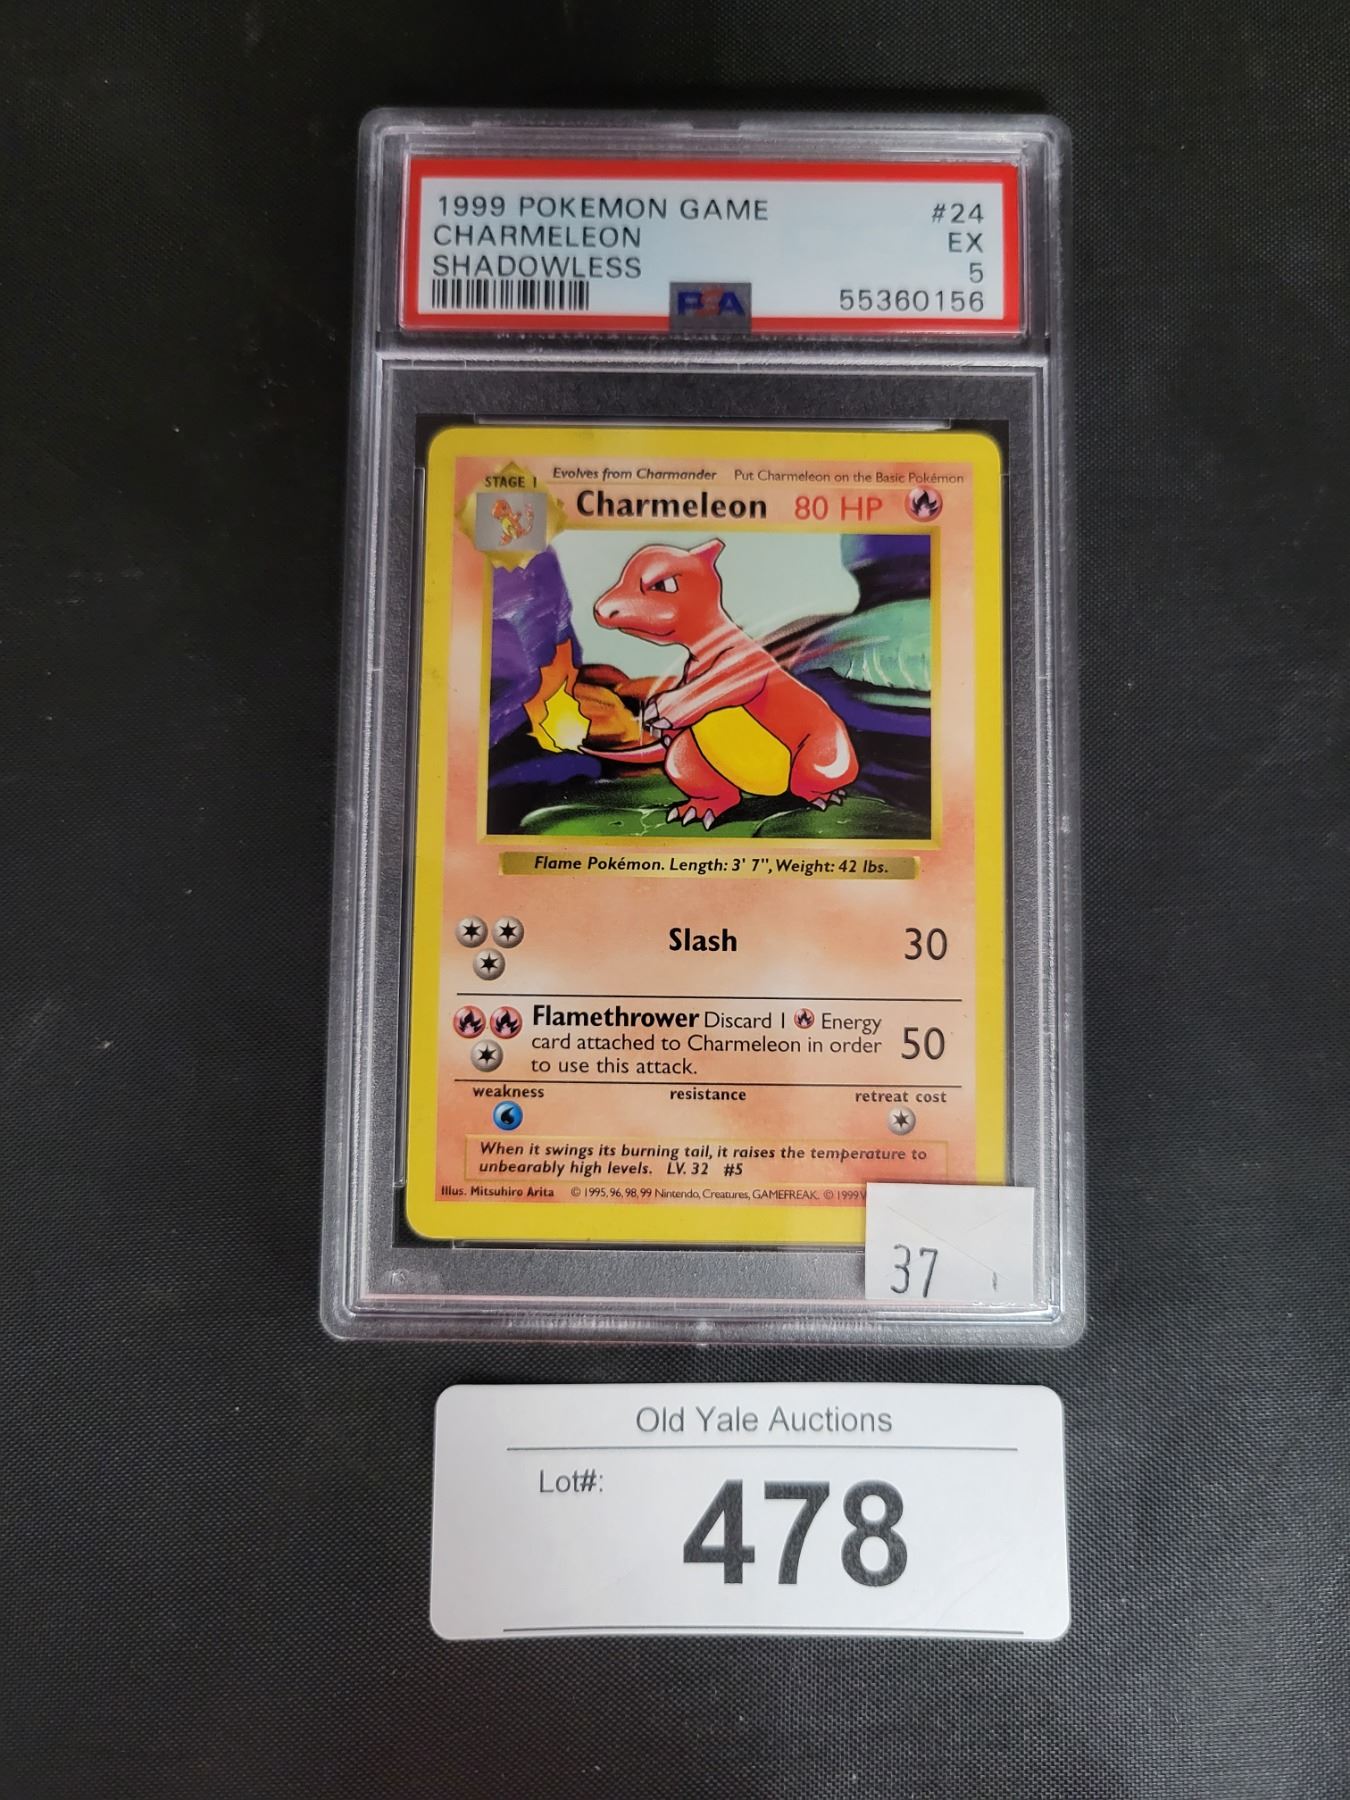 1999 POKEMON GAME #24
CHARMELEON EX
SHADOWLESS 5
PSA 55360156
STAGE 1 Evolves from Charmander Put Charmeleon on the Basic Pokémon
Charmeleon 80 HP
Flame Pokémon. Length: 3' 7", Weight: 42 lbs.
Slash 30
Flamethrower Discard 1 Energy
card attached to Charmeleon in order
to use this attack.
50
weakness resistance retreat cost
When it swings its burning tail, it raises the temperature to
unbearably high levels. LV. 32 #5
Illus. Mitsuhiro Arita © 1995, 96, 98, 99 Nintendo, Creatures, GAMEFREAK. © 1999 W
37
Old Yale Auctions
Lot#: 478